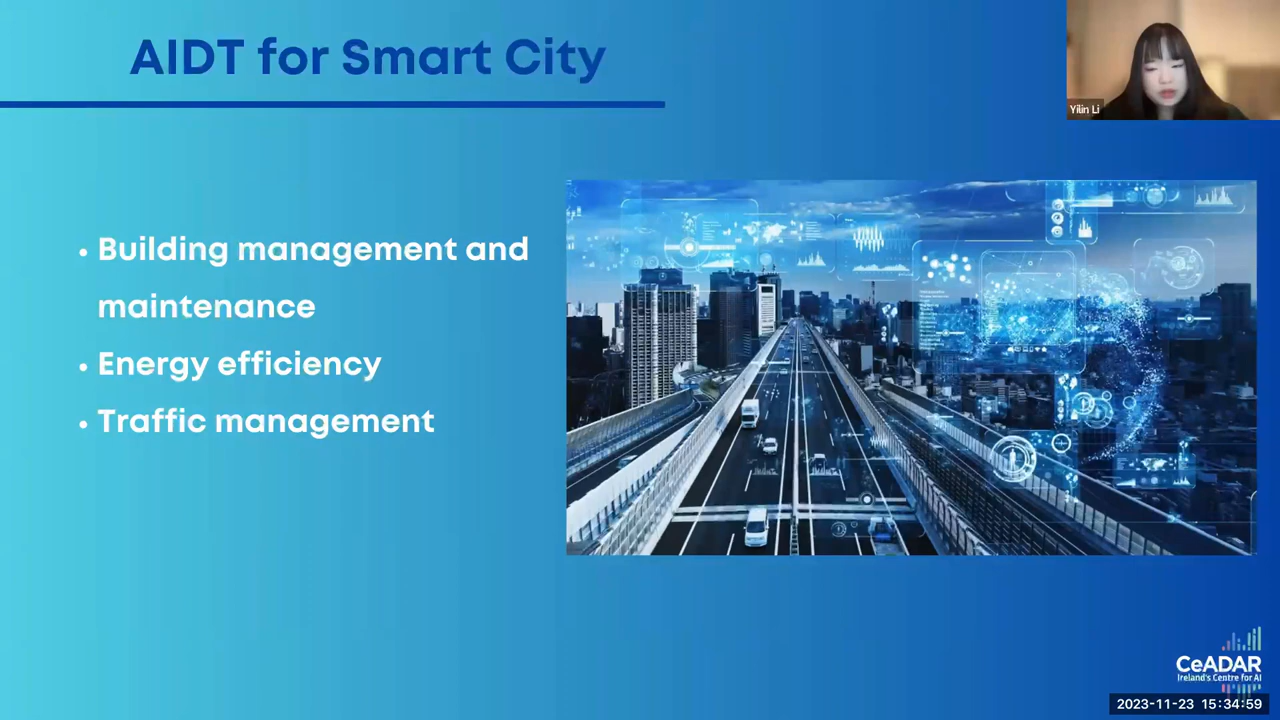 AIDT for Smart City
Yilin Li
• Building management and
maintenance
• Energy efficiency
• Traffic management
CeADAR
Ireland's Centre for AI
2023-11-23 15:34:59